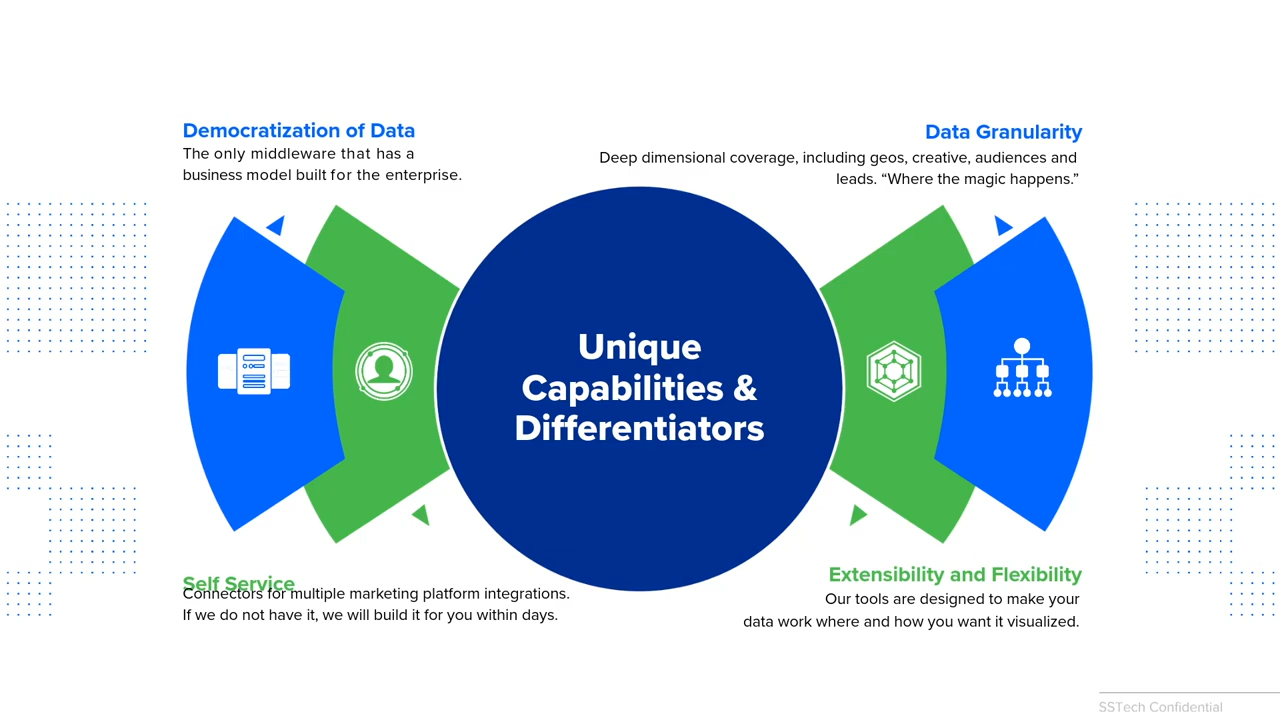 Democratization of Data
The only middleware that has a
business model built for the enterprise.
Data Granularity
Deep dimensional coverage, including geos, creative, audiences and
leads. “Where the magic happens.”
Unique
Capabilities &
Differentiators
Self Service
Connectors for multiple marketing platform integrations.
If we do not have it, we will build it for you within days.
Extensibility and Flexibility
Our tools are designed to make your
data work where and how you want it visualized.
SSTech Confidential